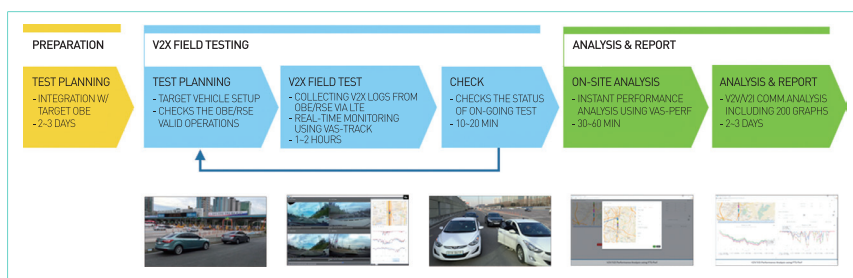 PREPARATION
V2X FIELD TESTING
ANALYSIS & REPORT
TEST PLANNING
- INTEGRATION W/
TARGET OBE
- 2~3 DAYS
TEST PLANNING
- TARGET VEHICLE SETUP
- CHECKS THE OBE/RSE
VALID OPERATIONS
V2X FIELD TEST
- COLLECTING V2X LOGS FROM
OBE/RSE VIA LTE
- REAL-TIME MONITORING
USING VAS-TRACK
- 1~2 HOURS
CHECK
- CHECKS THE STATUS
OF ON-GOING TEST
- 10~20 MIN
ON-SITE ANALYSIS
- INSTANT PERFORMANCE
ANALYSIS USING VAS-PERF
- 30~60 MIN
ANALYSIS & REPORT
- V2V/V2I COMM.ANALYSIS
INCLUDING 200 GRAPHS
- 2~3 DAYS